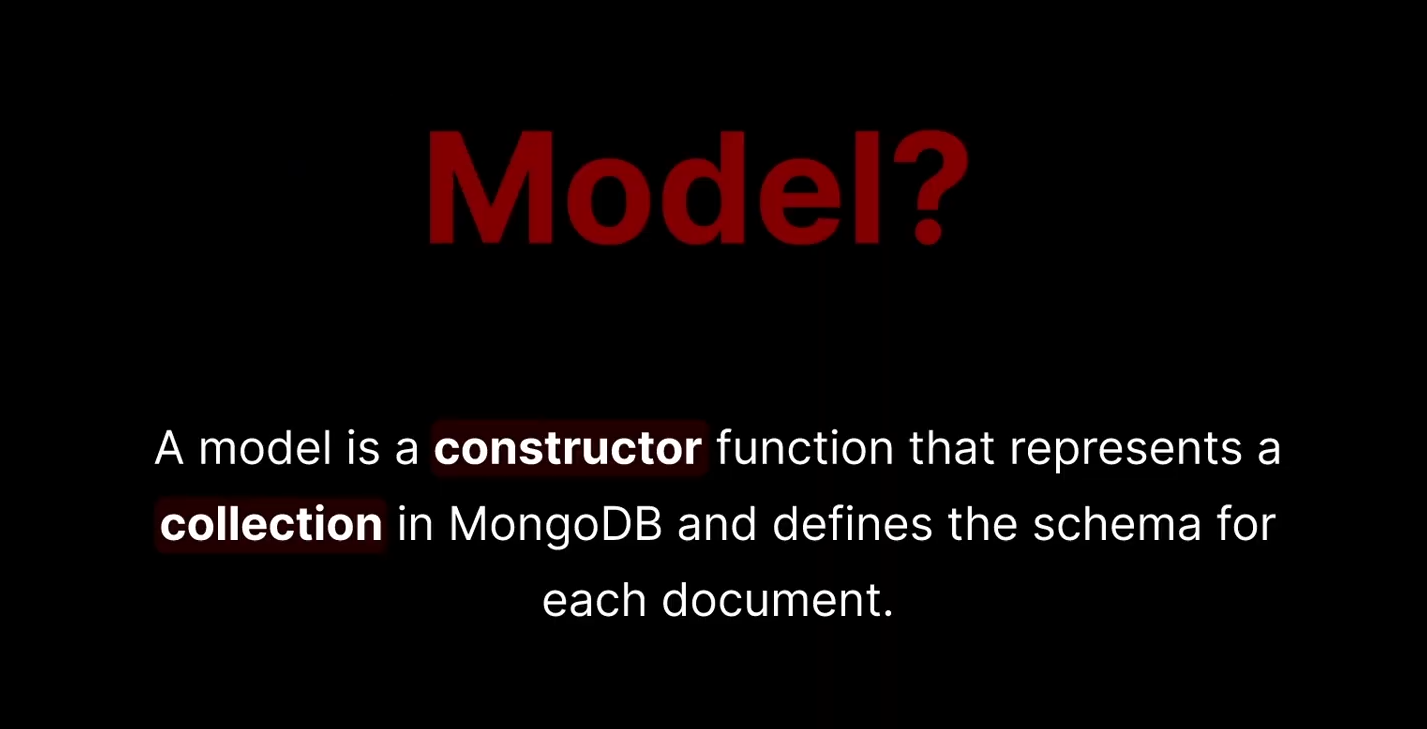 Model?
A model is a constructor function that represents a
collection in MongoDB and defines the schema for
each document.